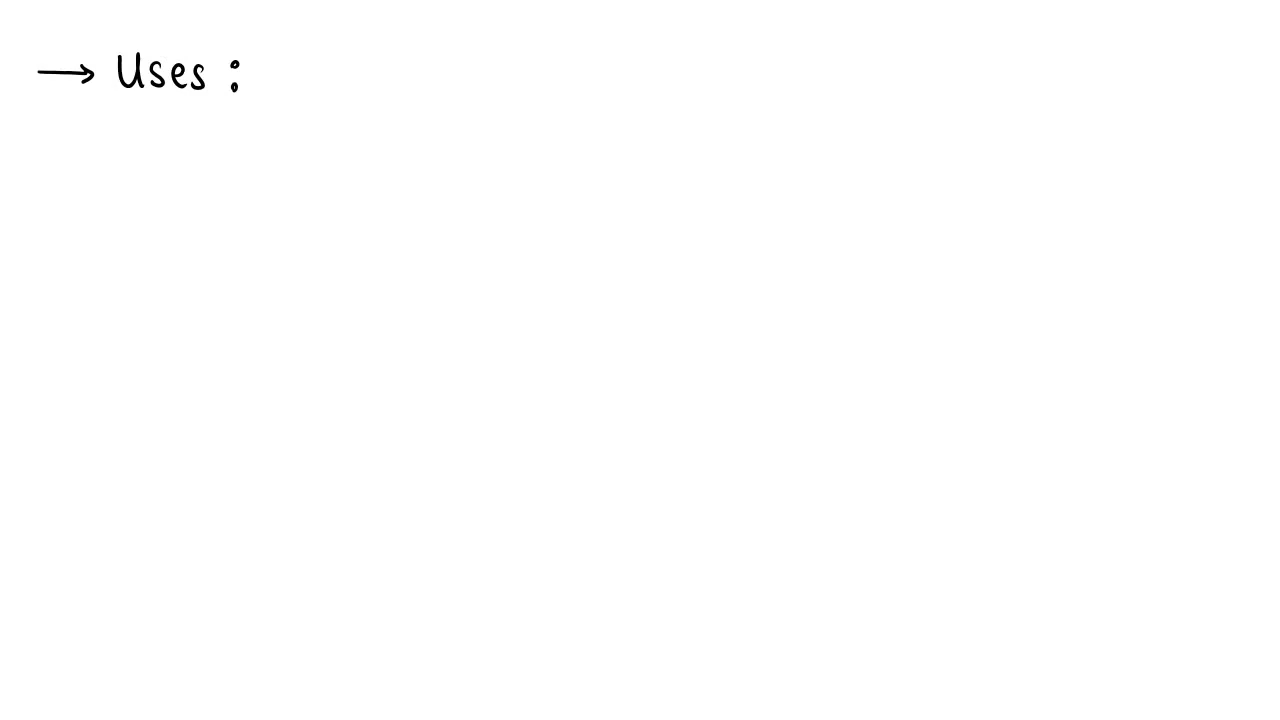 → Uses :